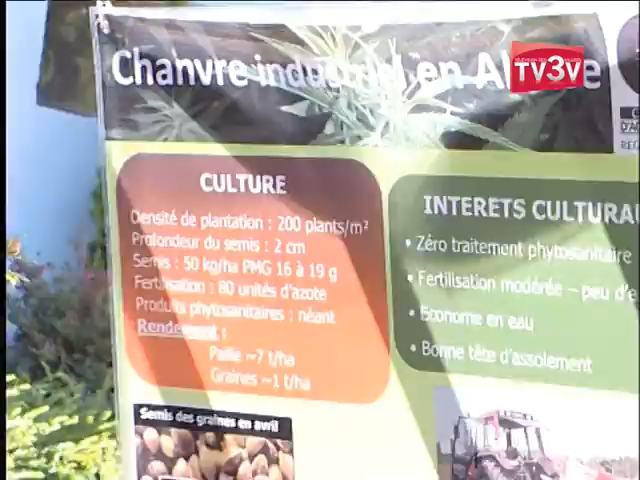 Chanvre industriel en
TV3V
CULTURE
Densité de plantation : 200 plants/m²
Profondeur du semis : 2 cm
Semis : 50 kg/ha PMG 16 à 19 g
Fertilisation : 80 unités d'azote
Produits phytosanitaires : néant
Rendement :
Paille ~7 t/ha
Graines ~1 t/ha
INTERETS CULTURA
• Zéro traitement phytosanitaire
• Fertilisation modérée – peu d'e
• Econome en eau
• Bonne tête d'assolement
Semis des graines en avril